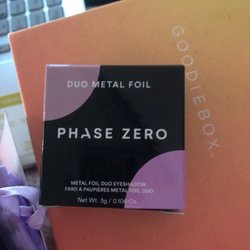 DUO METAL FOIL
PHASE ZERO
METAL FOIL DUO EYESHADOW
FARD À PAUPIÈRES METAL FOIL DUO
Net Wt. 3g / 0.106 Oz.
GOODIEBOX™